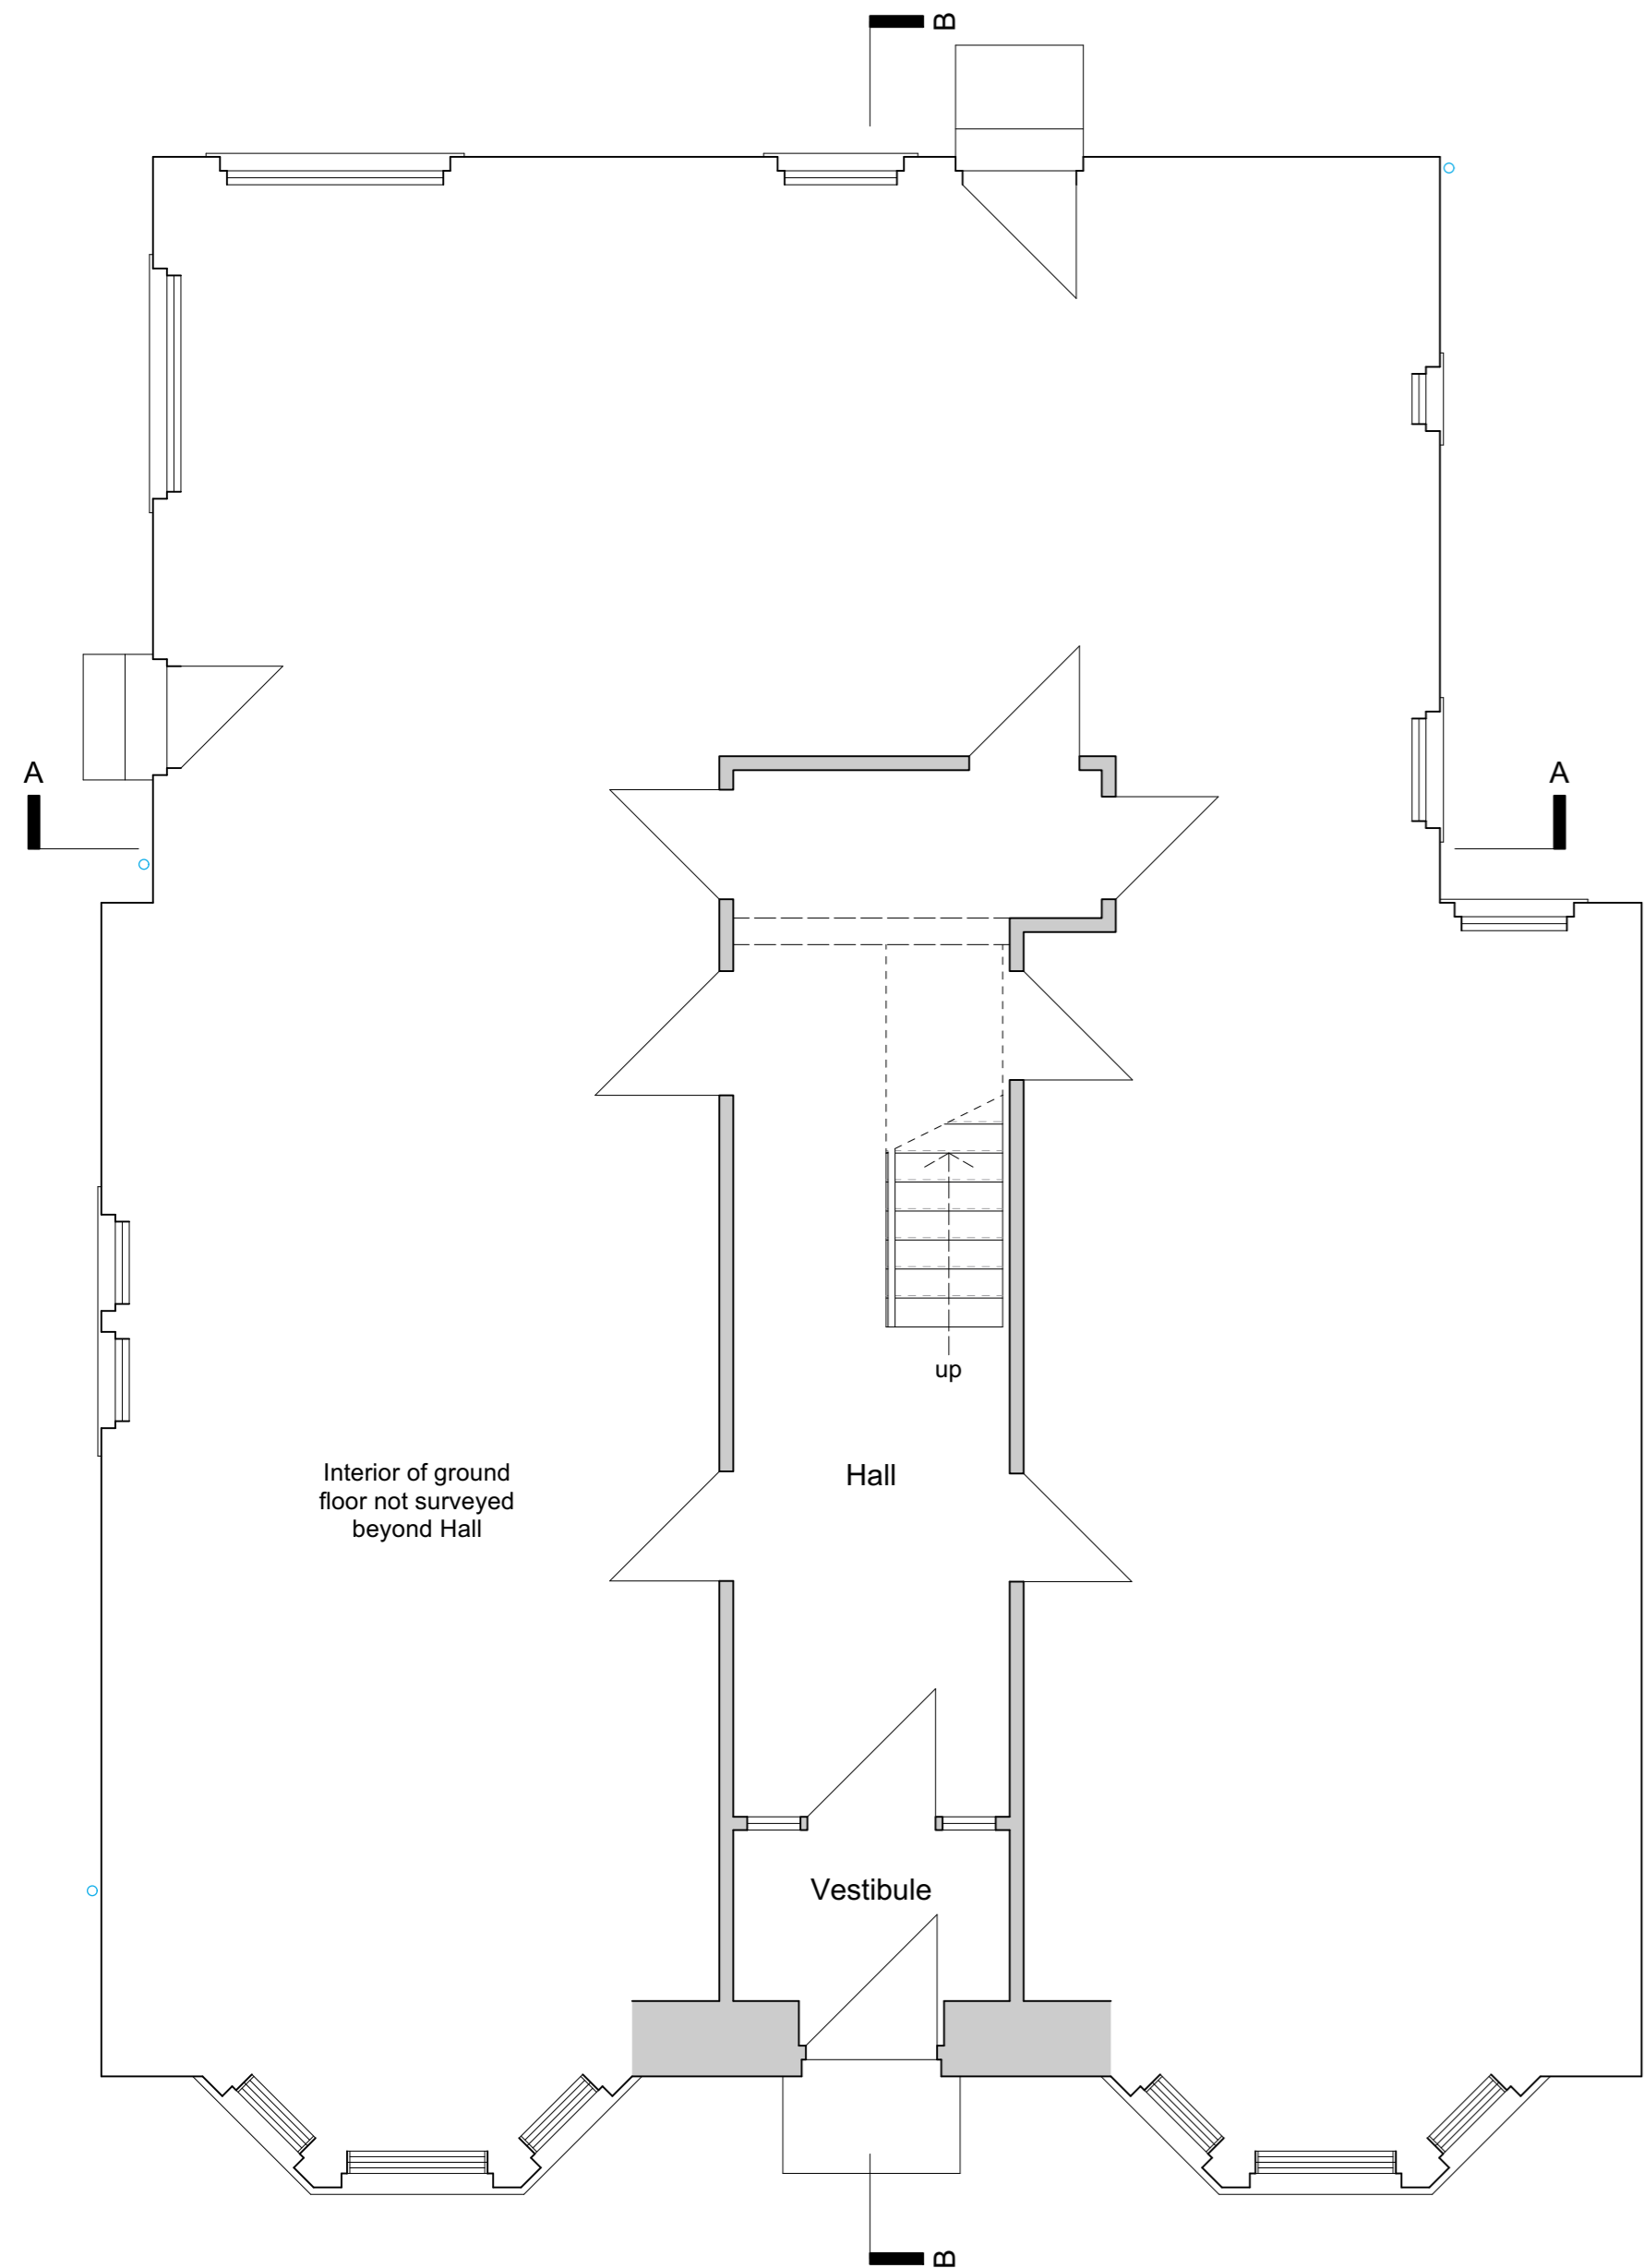 B
A
A
up
Hall
Interior of ground
floor not surveyed
beyond Hall
Vestibule
B